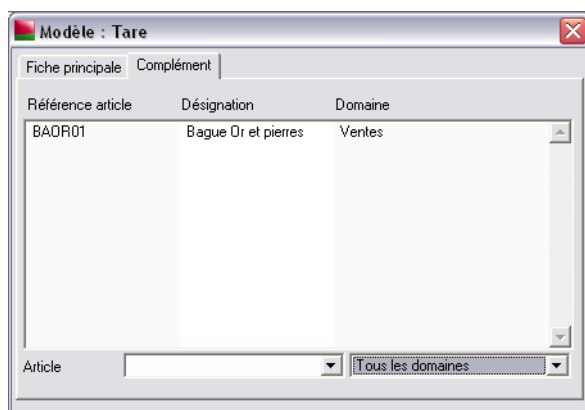 Modèle : Tare
Fiche principale Complément
Référence article Désignation Domaine
BAOR01 Bague Or et pierres Ventes
Article Tous les domaines